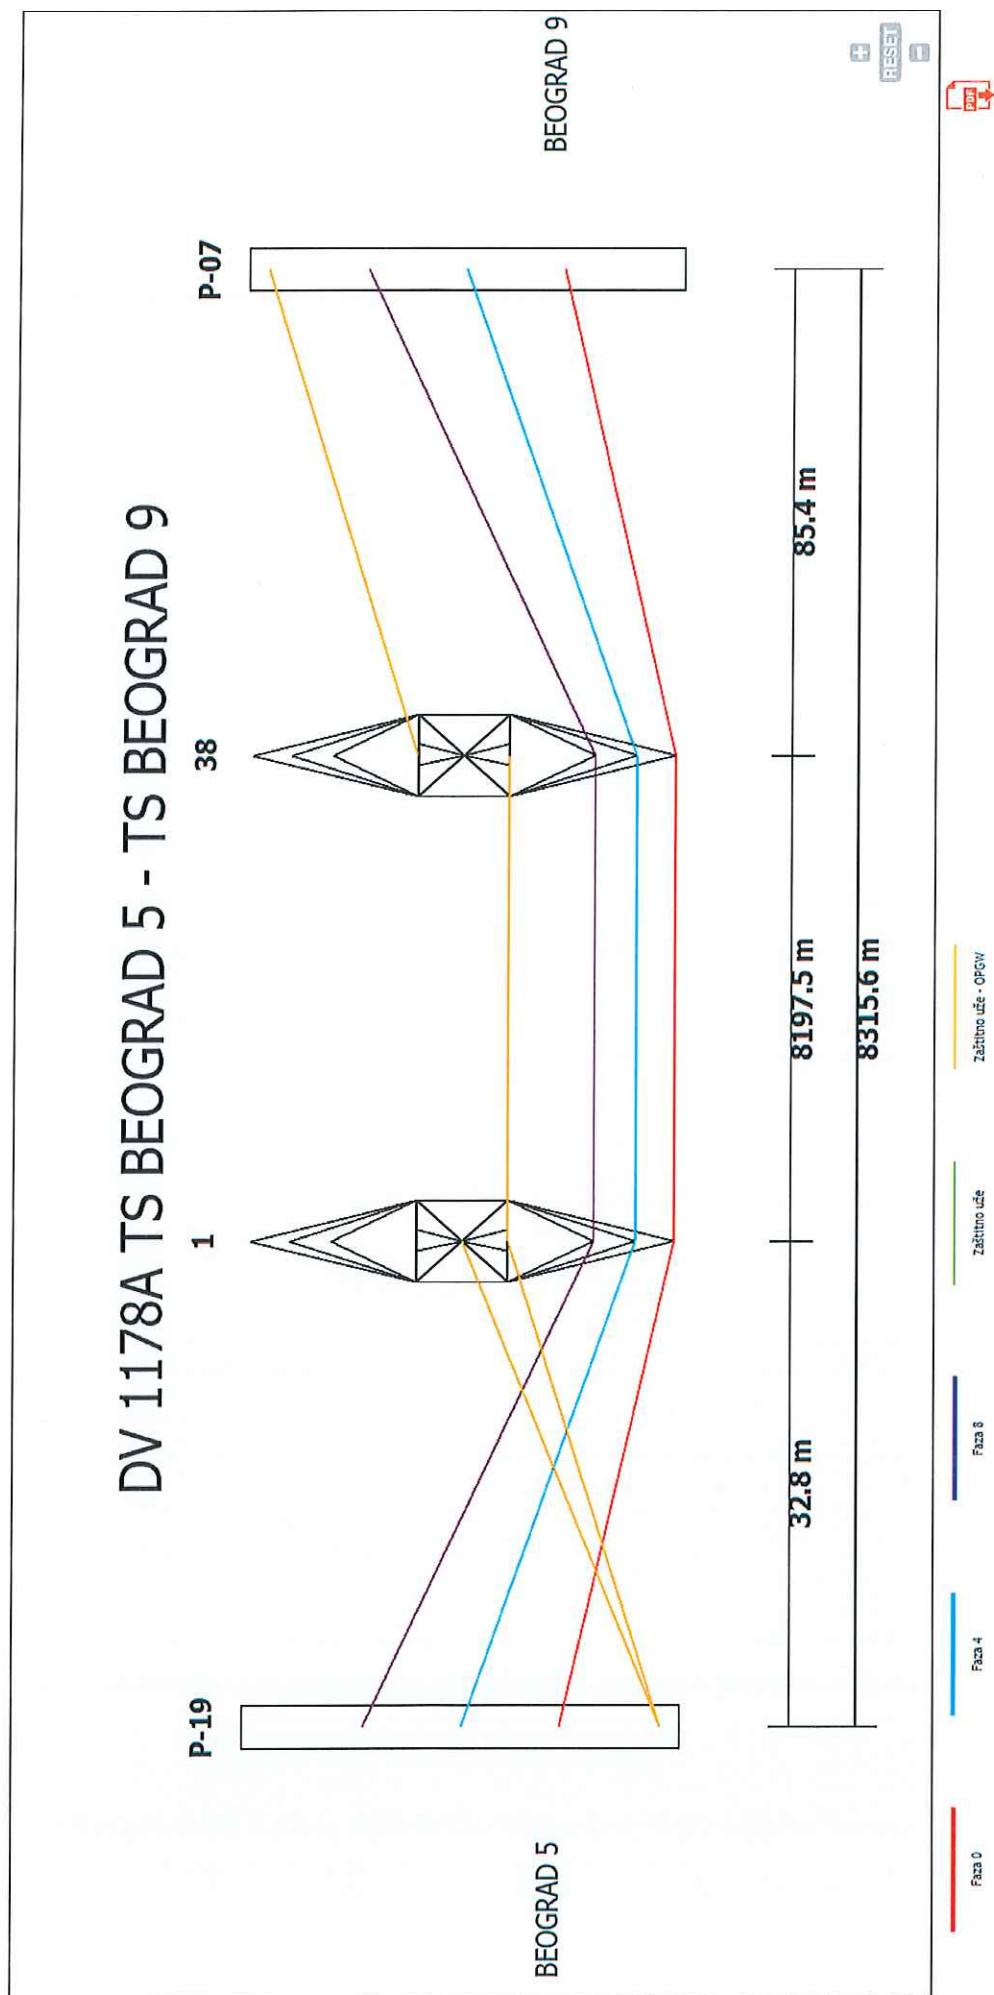 DV 1178A TS BEOGRAD 5 - TS BEOGRAD 9
P-19
1
38
P-07
BEOGRAD 5
BEOGRAD 9
32.8 m
8197.5 m
85.4 m
8315.6 m
+
RESET
-
Faza 0
Faza 4
Faza 8
Zaštitno uže
Zaštitno uže - OPGW
PDF